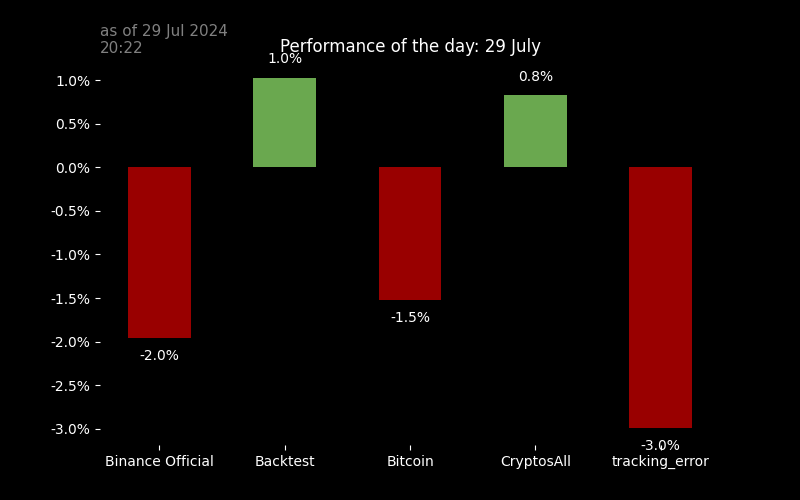 as of 29 Jul 2024
20:22
Performance of the day: 29 July
1.0%
0.5%
0.0%
-0.5%
-1.0%
-1.5%
-2.0%
-2.5%
-3.0%
-2.0%
1.0%
-1.5%
0.8%
-3.0%
Binance Official
Backtest
Bitcoin
CryptosAll
tracking_error